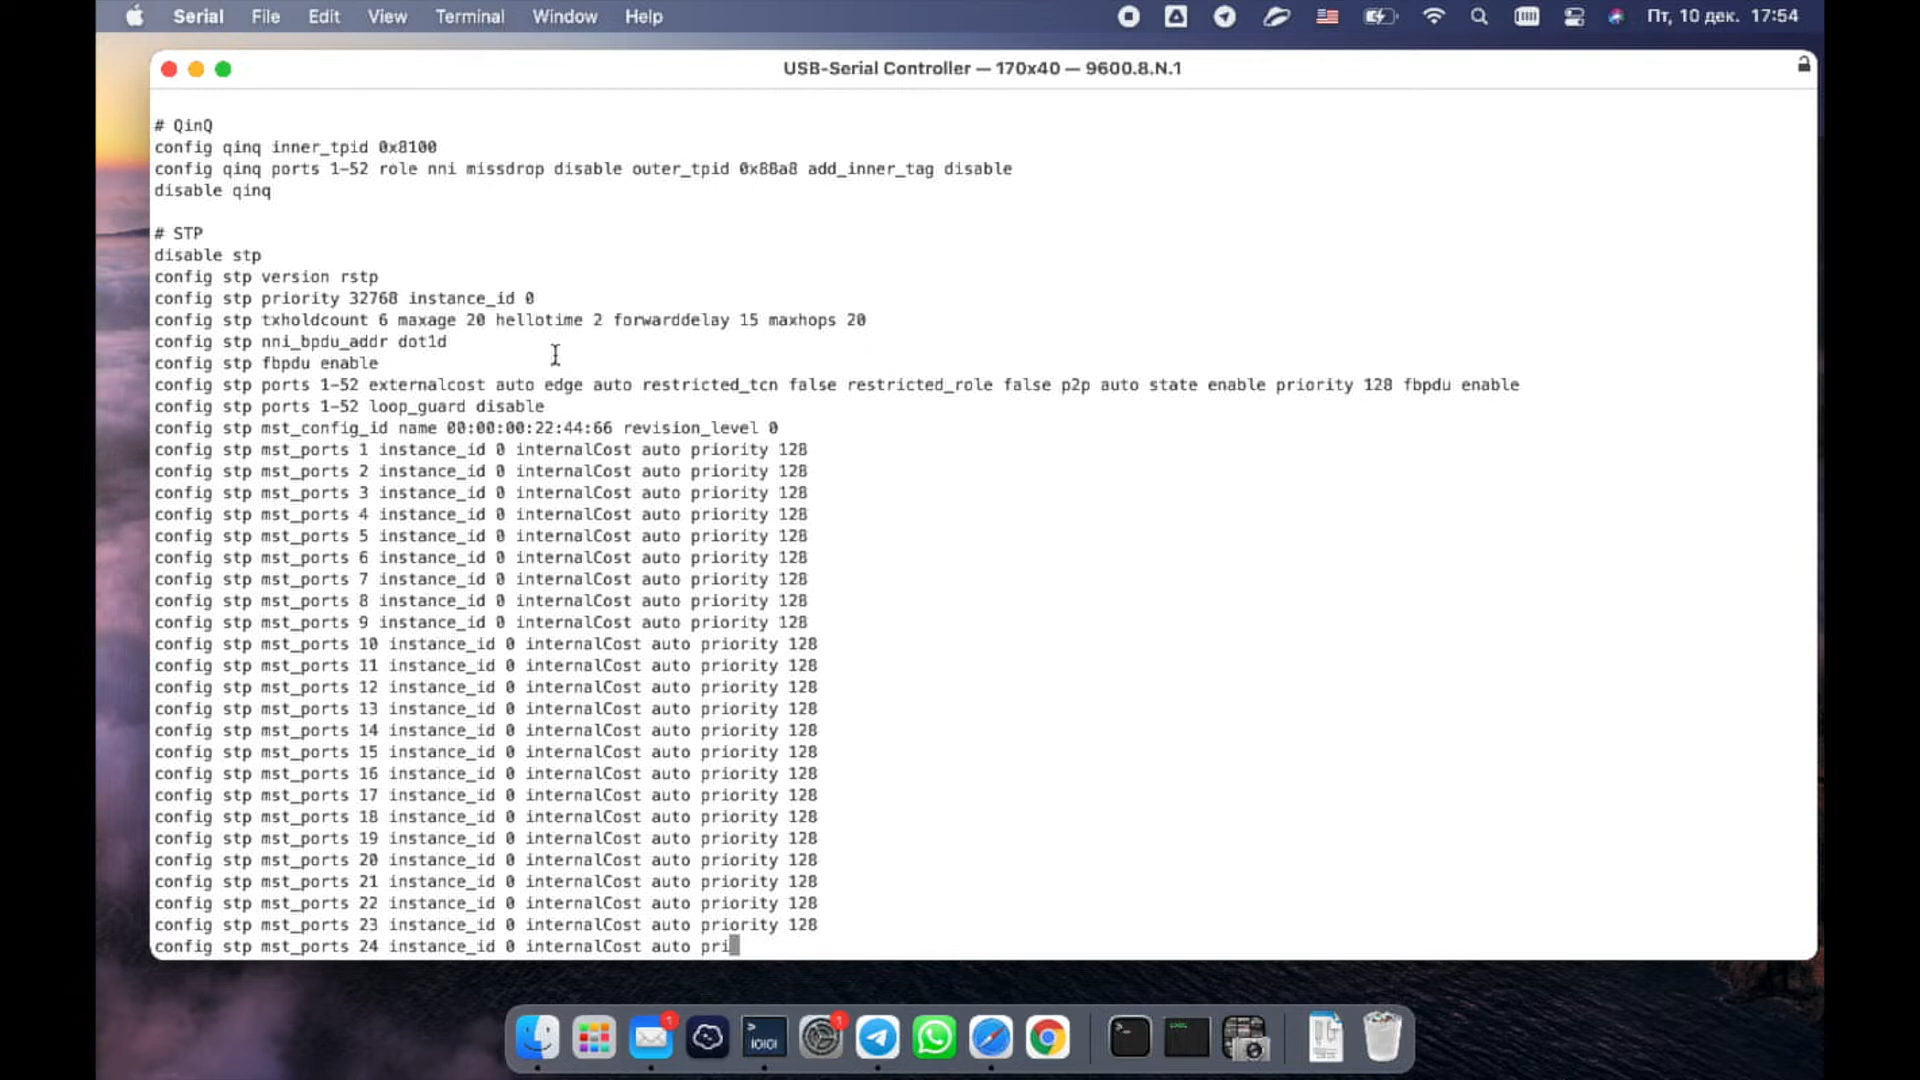 Serial File Edit View Terminal Window Help Пт, 10 дек. 17:54
USB-Serial Controller — 170x40 — 9600.8.N.1
# QinQ
config qinq inner_tpid 0x8100
config qinq ports 1-52 role nni missdrop disable outer_tpid 0x88a8 add_inner_tag disable
disable qinq
# STP
disable stp
config stp version rstp
config stp priority 32768 instance_id 0
config stp txholdcount 6 maxage 20 hellotime 2 forwarddelay 15 maxhops 20
config stp nni_bpdu_addr dot1d
config stp fbpdu enable
config stp ports 1-52 externalcost auto edge auto restricted_tcn false restricted_role false p2p auto state enable priority 128 fbpdu enable
config stp ports 1-52 loop_guard disable
config stp mst_config_id name 00:00:00:22:44:66 revision_level 0
config stp mst_ports 1 instance_id 0 internalCost auto priority 128
config stp mst_ports 2 instance_id 0 internalCost auto priority 128
config stp mst_ports 3 instance_id 0 internalCost auto priority 128
config stp mst_ports 4 instance_id 0 internalCost auto priority 128
config stp mst_ports 5 instance_id 0 internalCost auto priority 128
config stp mst_ports 6 instance_id 0 internalCost auto priority 128
config stp mst_ports 7 instance_id 0 internalCost auto priority 128
config stp mst_ports 8 instance_id 0 internalCost auto priority 128
config stp mst_ports 9 instance_id 0 internalCost auto priority 128
config stp mst_ports 10 instance_id 0 internalCost auto priority 128
config stp mst_ports 11 instance_id 0 internalCost auto priority 128
config stp mst_ports 12 instance_id 0 internalCost auto priority 128
config stp mst_ports 13 instance_id 0 internalCost auto priority 128
config stp mst_ports 14 instance_id 0 internalCost auto priority 128
config stp mst_ports 15 instance_id 0 internalCost auto priority 128
config stp mst_ports 16 instance_id 0 internalCost auto priority 128
config stp mst_ports 17 instance_id 0 internalCost auto priority 128
config stp mst_ports 18 instance_id 0 internalCost auto priority 128
config stp mst_ports 19 instance_id 0 internalCost auto priority 128
config stp mst_ports 20 instance_id 0 internalCost auto priority 128
config stp mst_ports 21 instance_id 0 internalCost auto priority 128
config stp mst_ports 22 instance_id 0 internalCost auto priority 128
config stp mst_ports 23 instance_id 0 internalCost auto priority 128
config stp mst_ports 24 instance_id 0 internalCost auto pri
1 1
IOIOI